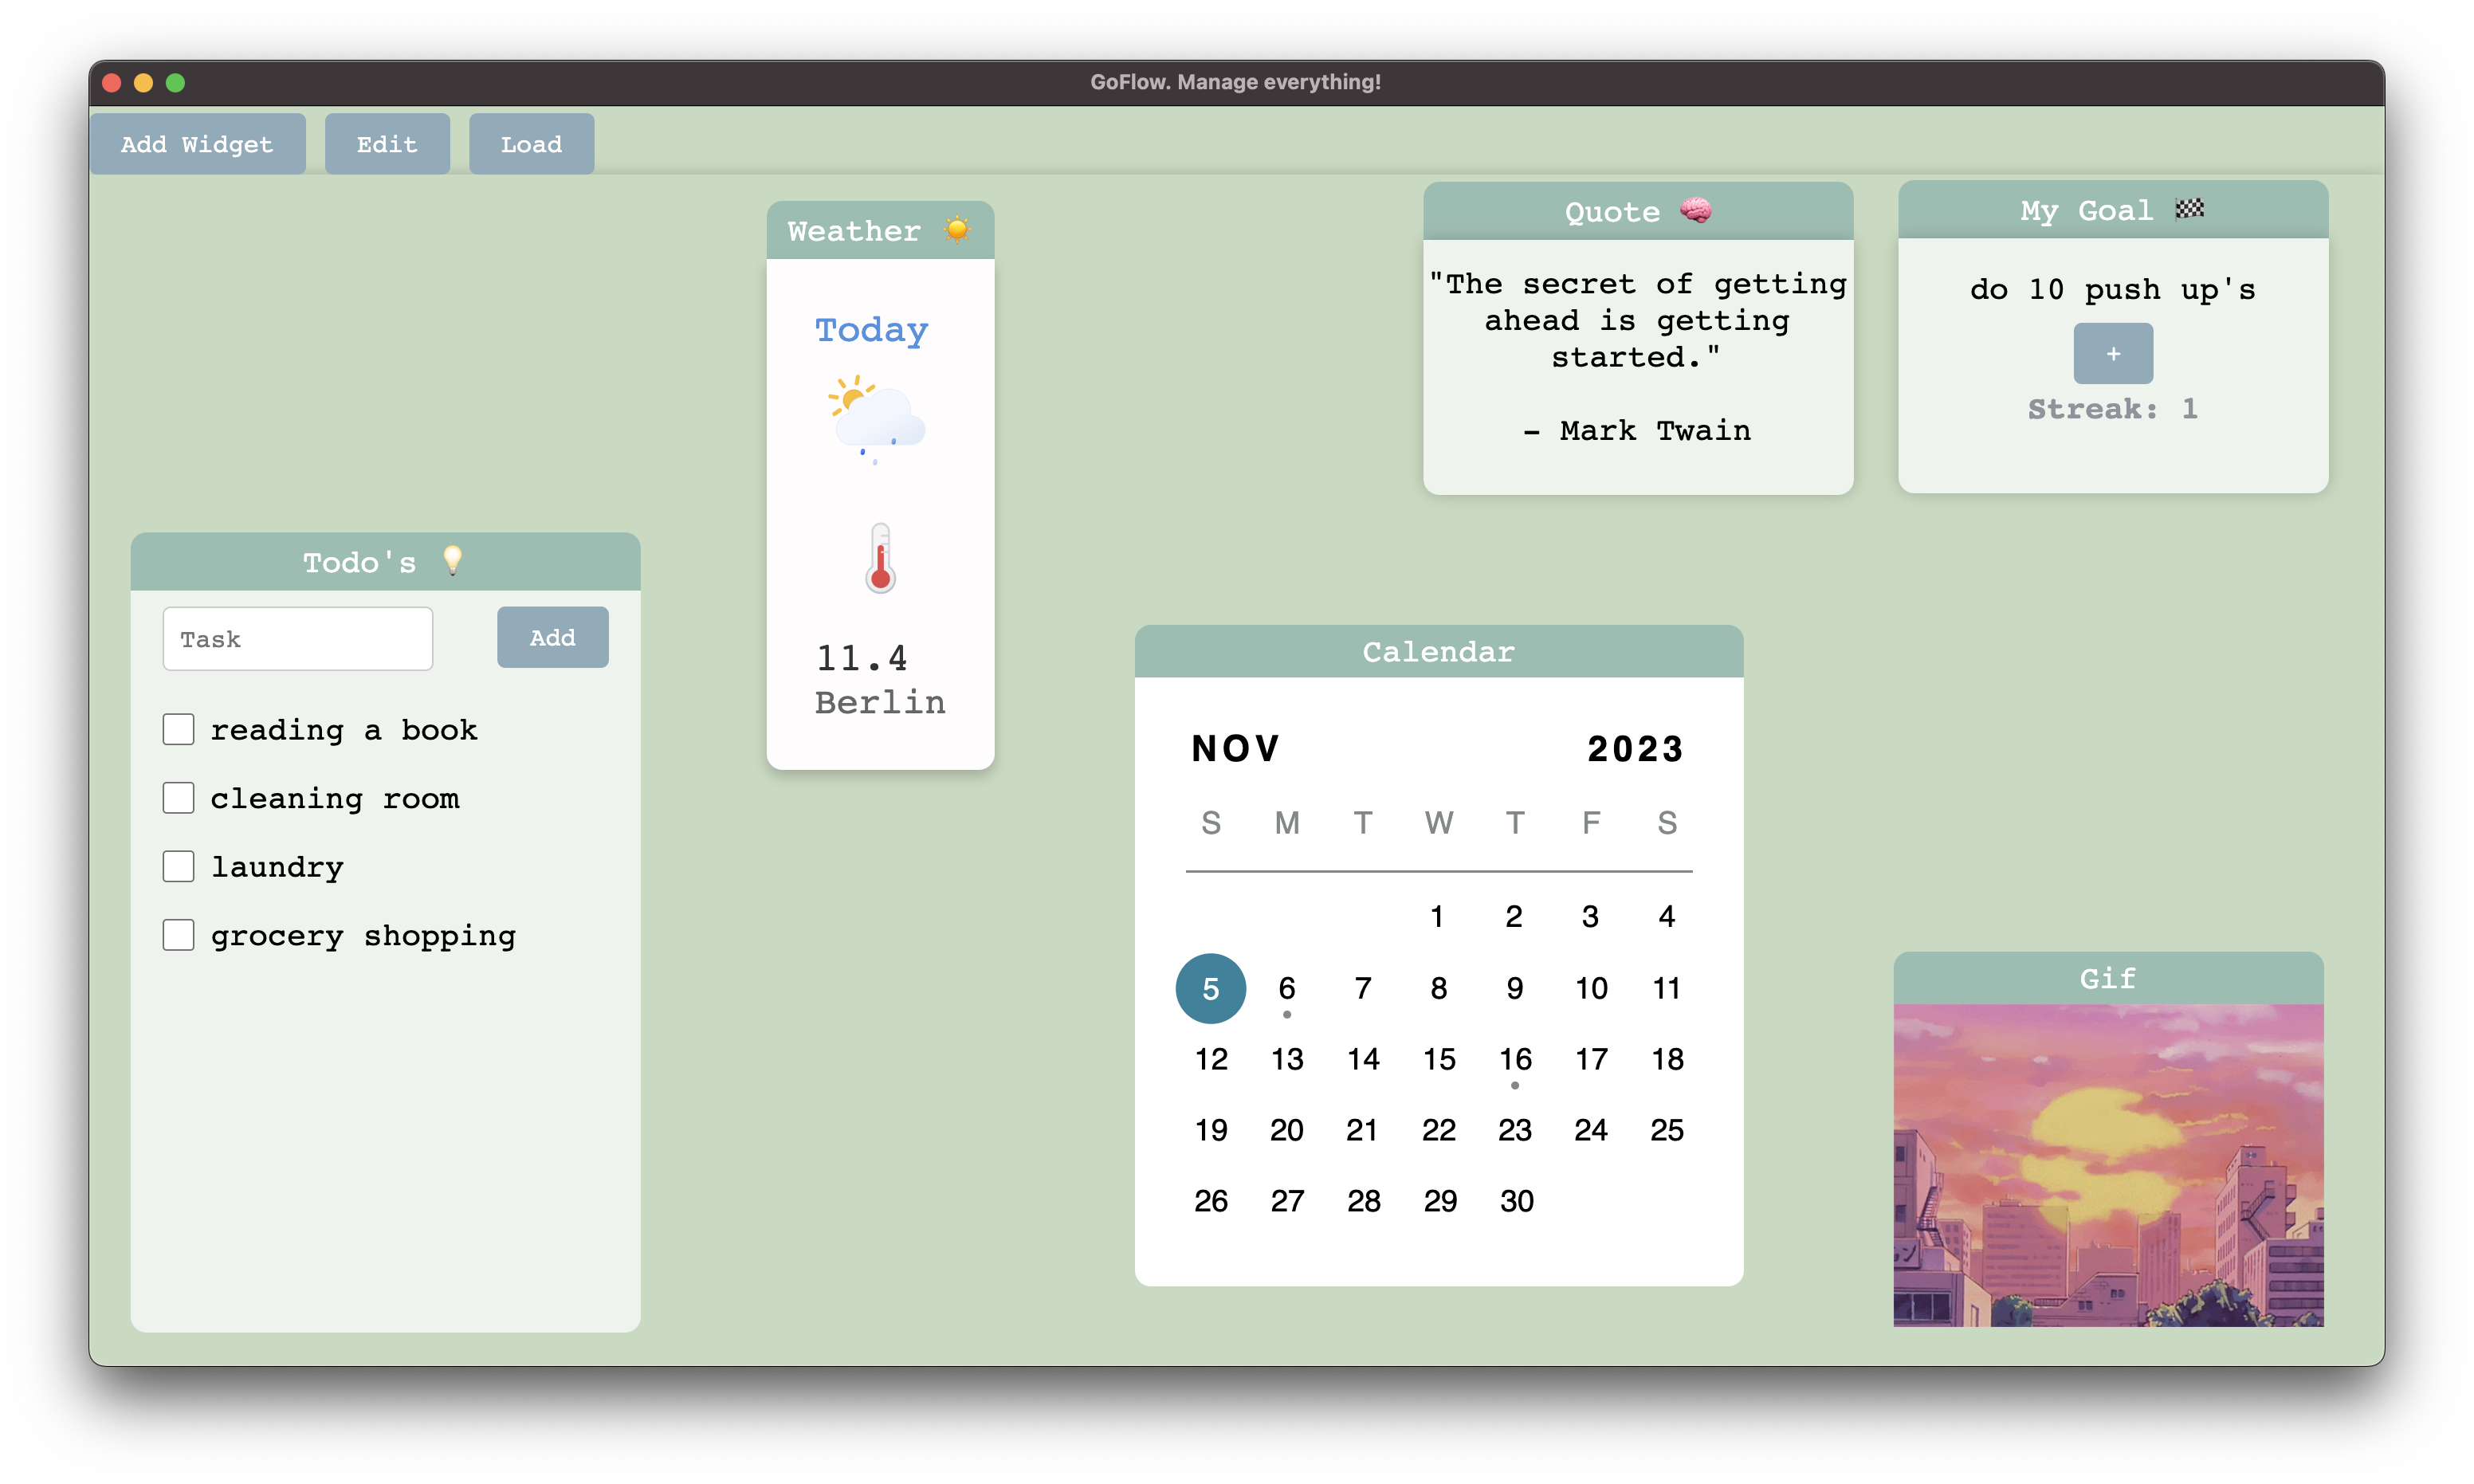 GoFlow. Manage everything!
Add Widget Edit Load
Weather
Today
11.4
Berlin
Quote
"The secret of getting
ahead is getting
started."
- Mark Twain
My Goal
do 10 push up's
+
Streak: 1
Todo's
Task Add
reading a book
cleaning room
laundry
grocery shopping
Calendar
NOV 2023
S M T W T F S
1 2 3 4
5 6 7 8 9 10 11
12 13 14 15 16 17 18
19 20 21 22 23 24 25
26 27 28 29 30
Gif